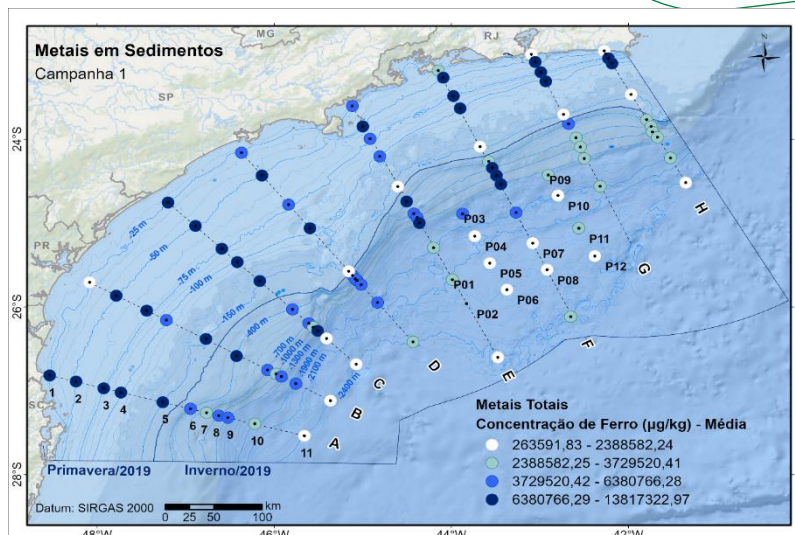 MG
RJ
Metais em Sedimentos
Campanha 1
SP
24°S
24°S
P09
P10
P03
H
-25 m
P04
P11
PR
-50 m
P07
G
P05
P12
-75 m
P08
-100 m
P01
P06
26°S
26°S
-150 m
P02
-400 m
F
D
E
-700 m
-1000 m
-1300 m
-1900 m
2100 m
C
-2400 m
SC
1
2
3
4
B
Metais Totais
5
Concentração de Ferro (µg/kg) - Média
6
7
8
9
10
A
11
263591,83 - 2388582,24
2388582,25 - 3729520,41
Primavera/2019
Inverno/2019
3729520,42 - 6380766,28
28°S
28°S
6380766,29 - 13817322,97
Datum: SIRGAS 2000
km
0 25 50 100
48°W
46°W
44°W
42°W